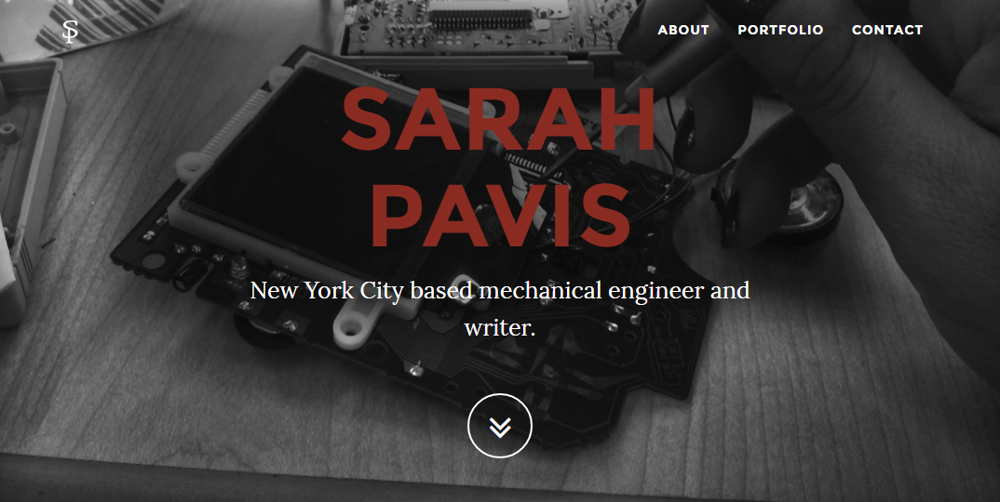 ABOUT PORTFOLIO CONTACT
SARAH
PAVIS
New York City based mechanical engineer and
writer.